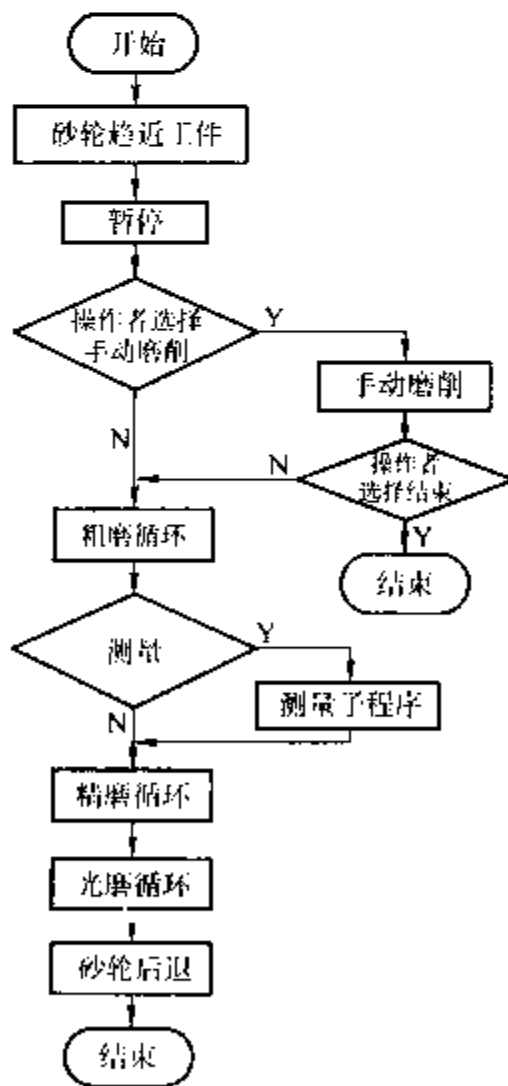 开始
砂轮趋近工件
暂停
操作者选择
手动磨削
Y
手动磨削
N
N
操作者
选择结束
Y
粗磨循环
结束
测量
Y
测量子程序
N
精磨循环
光磨循环
砂轮后退
结束